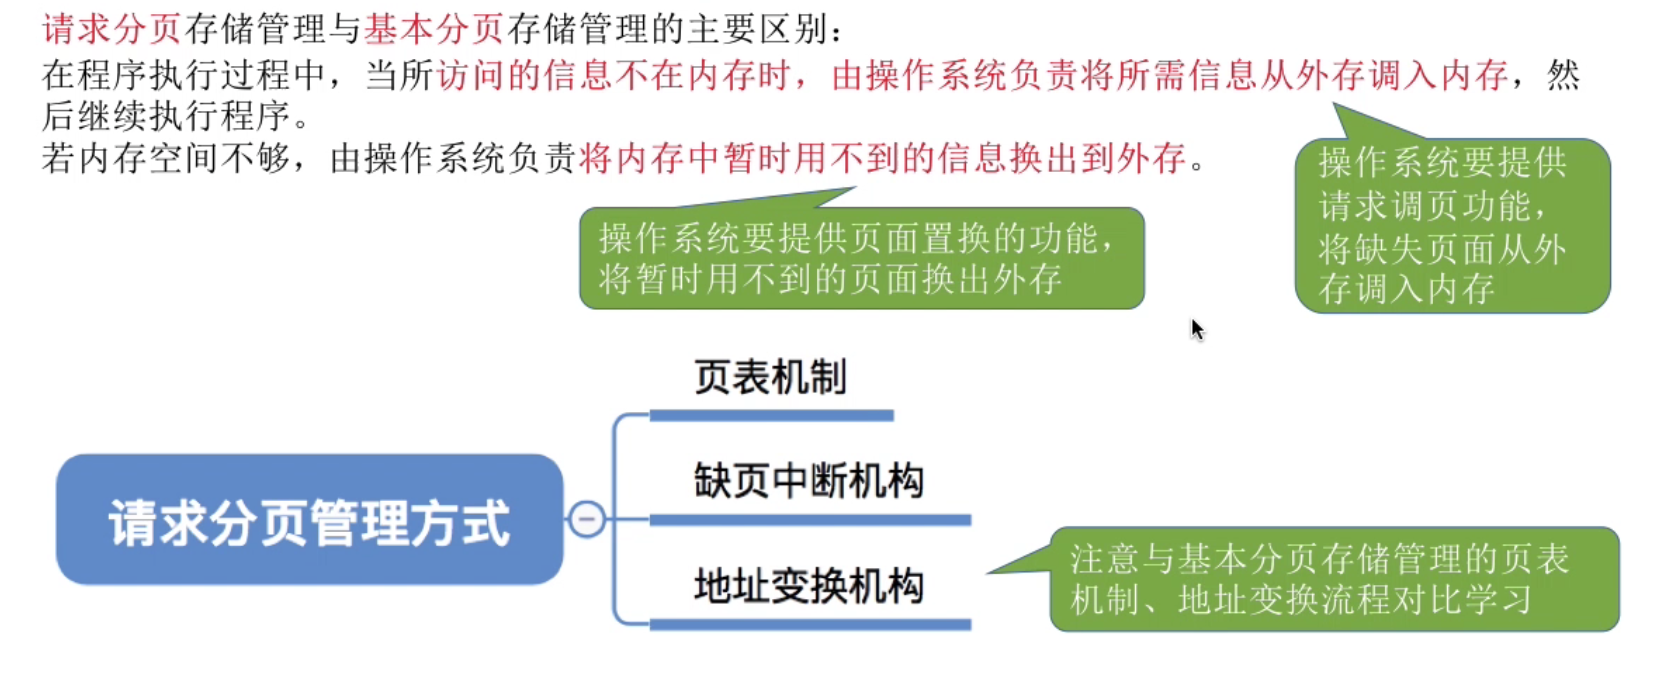 请求分页存储管理与基本分页存储管理的主要区别：
在程序执行过程中，当所访问的信息不在内存时，由操作系统负责将所需信息从外存调入内存，然
后继续执行程序。
若内存空间不够，由操作系统负责将内存中暂时用不到的信息换出到外存。
操作系统要提供
请求调页功能，
将缺失页面从外
存调入内存
操作系统要提供页面置换的功能，
将暂时用不到的页面换出外存
页表机制
缺页中断机构
请求分页管理方式
地址变换机构
注意与基本分页存储管理的页表
机制、地址变换流程对比学习